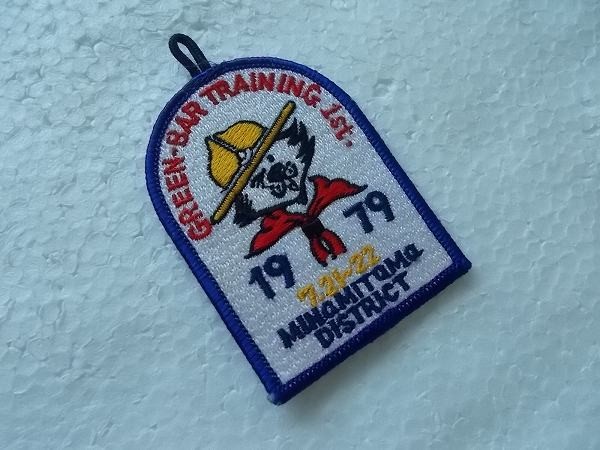 GREEN-BAR TRAINING 1st.
19 79
7.21-22
MiNaMiTaMa
DiSTRiCT